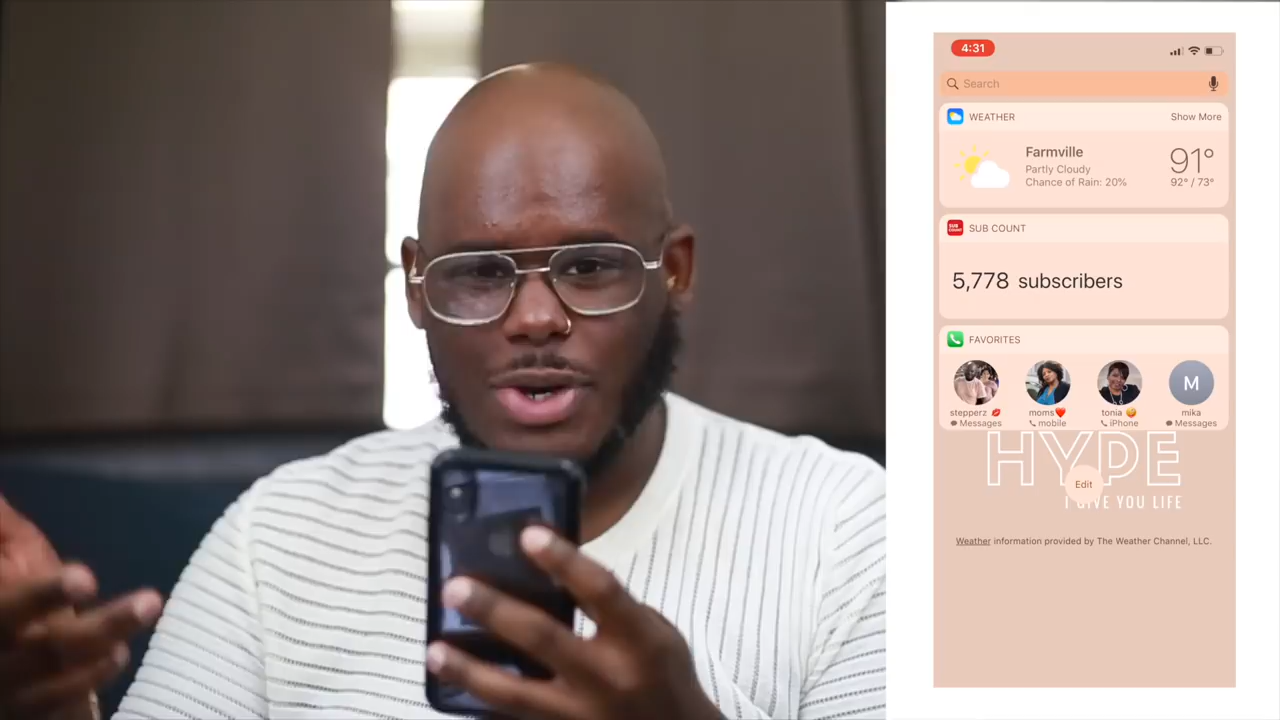 4:31
Search
WEATHER
Show More
Farmville
Partly Cloudy
Chance of Rain: 20%
91°
92° / 73°
SUB COUNT
SUB COUNT
5,778 subscribers
FAVORITES
M
stepperz 💋 moms❤️ tonia 😊 mika
Messages mobile iPhone Messages
HYPE
Edit
I GIVE YOU LIFE
Weather information provided by The Weather Channel, LLC.